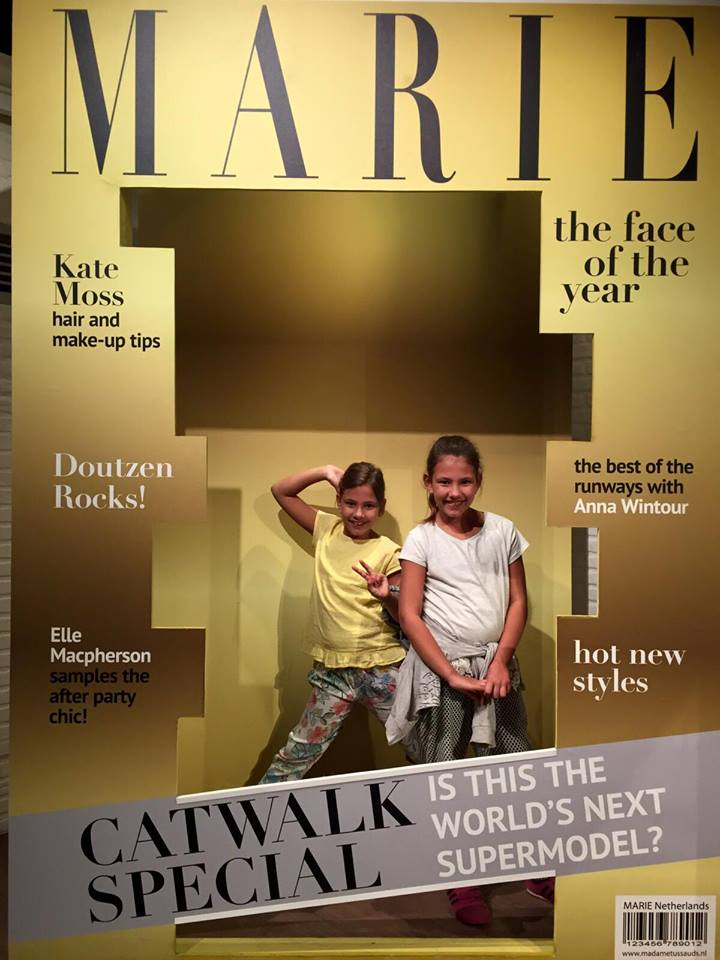 MARIE
the face
of the
year
Kate
Moss
hair and
make-up tips
Doutzen
Rocks!
the best of the
runways with
Anna Wintour
Elle
Macpherson
samples the
after party
chic!
hot new
styles
CATWALK
SPECIAL
IS THIS THE
WORLD'S NEXT
SUPERMODEL?
MARIE Netherlands
123456 789012
www.madametussauds.nl